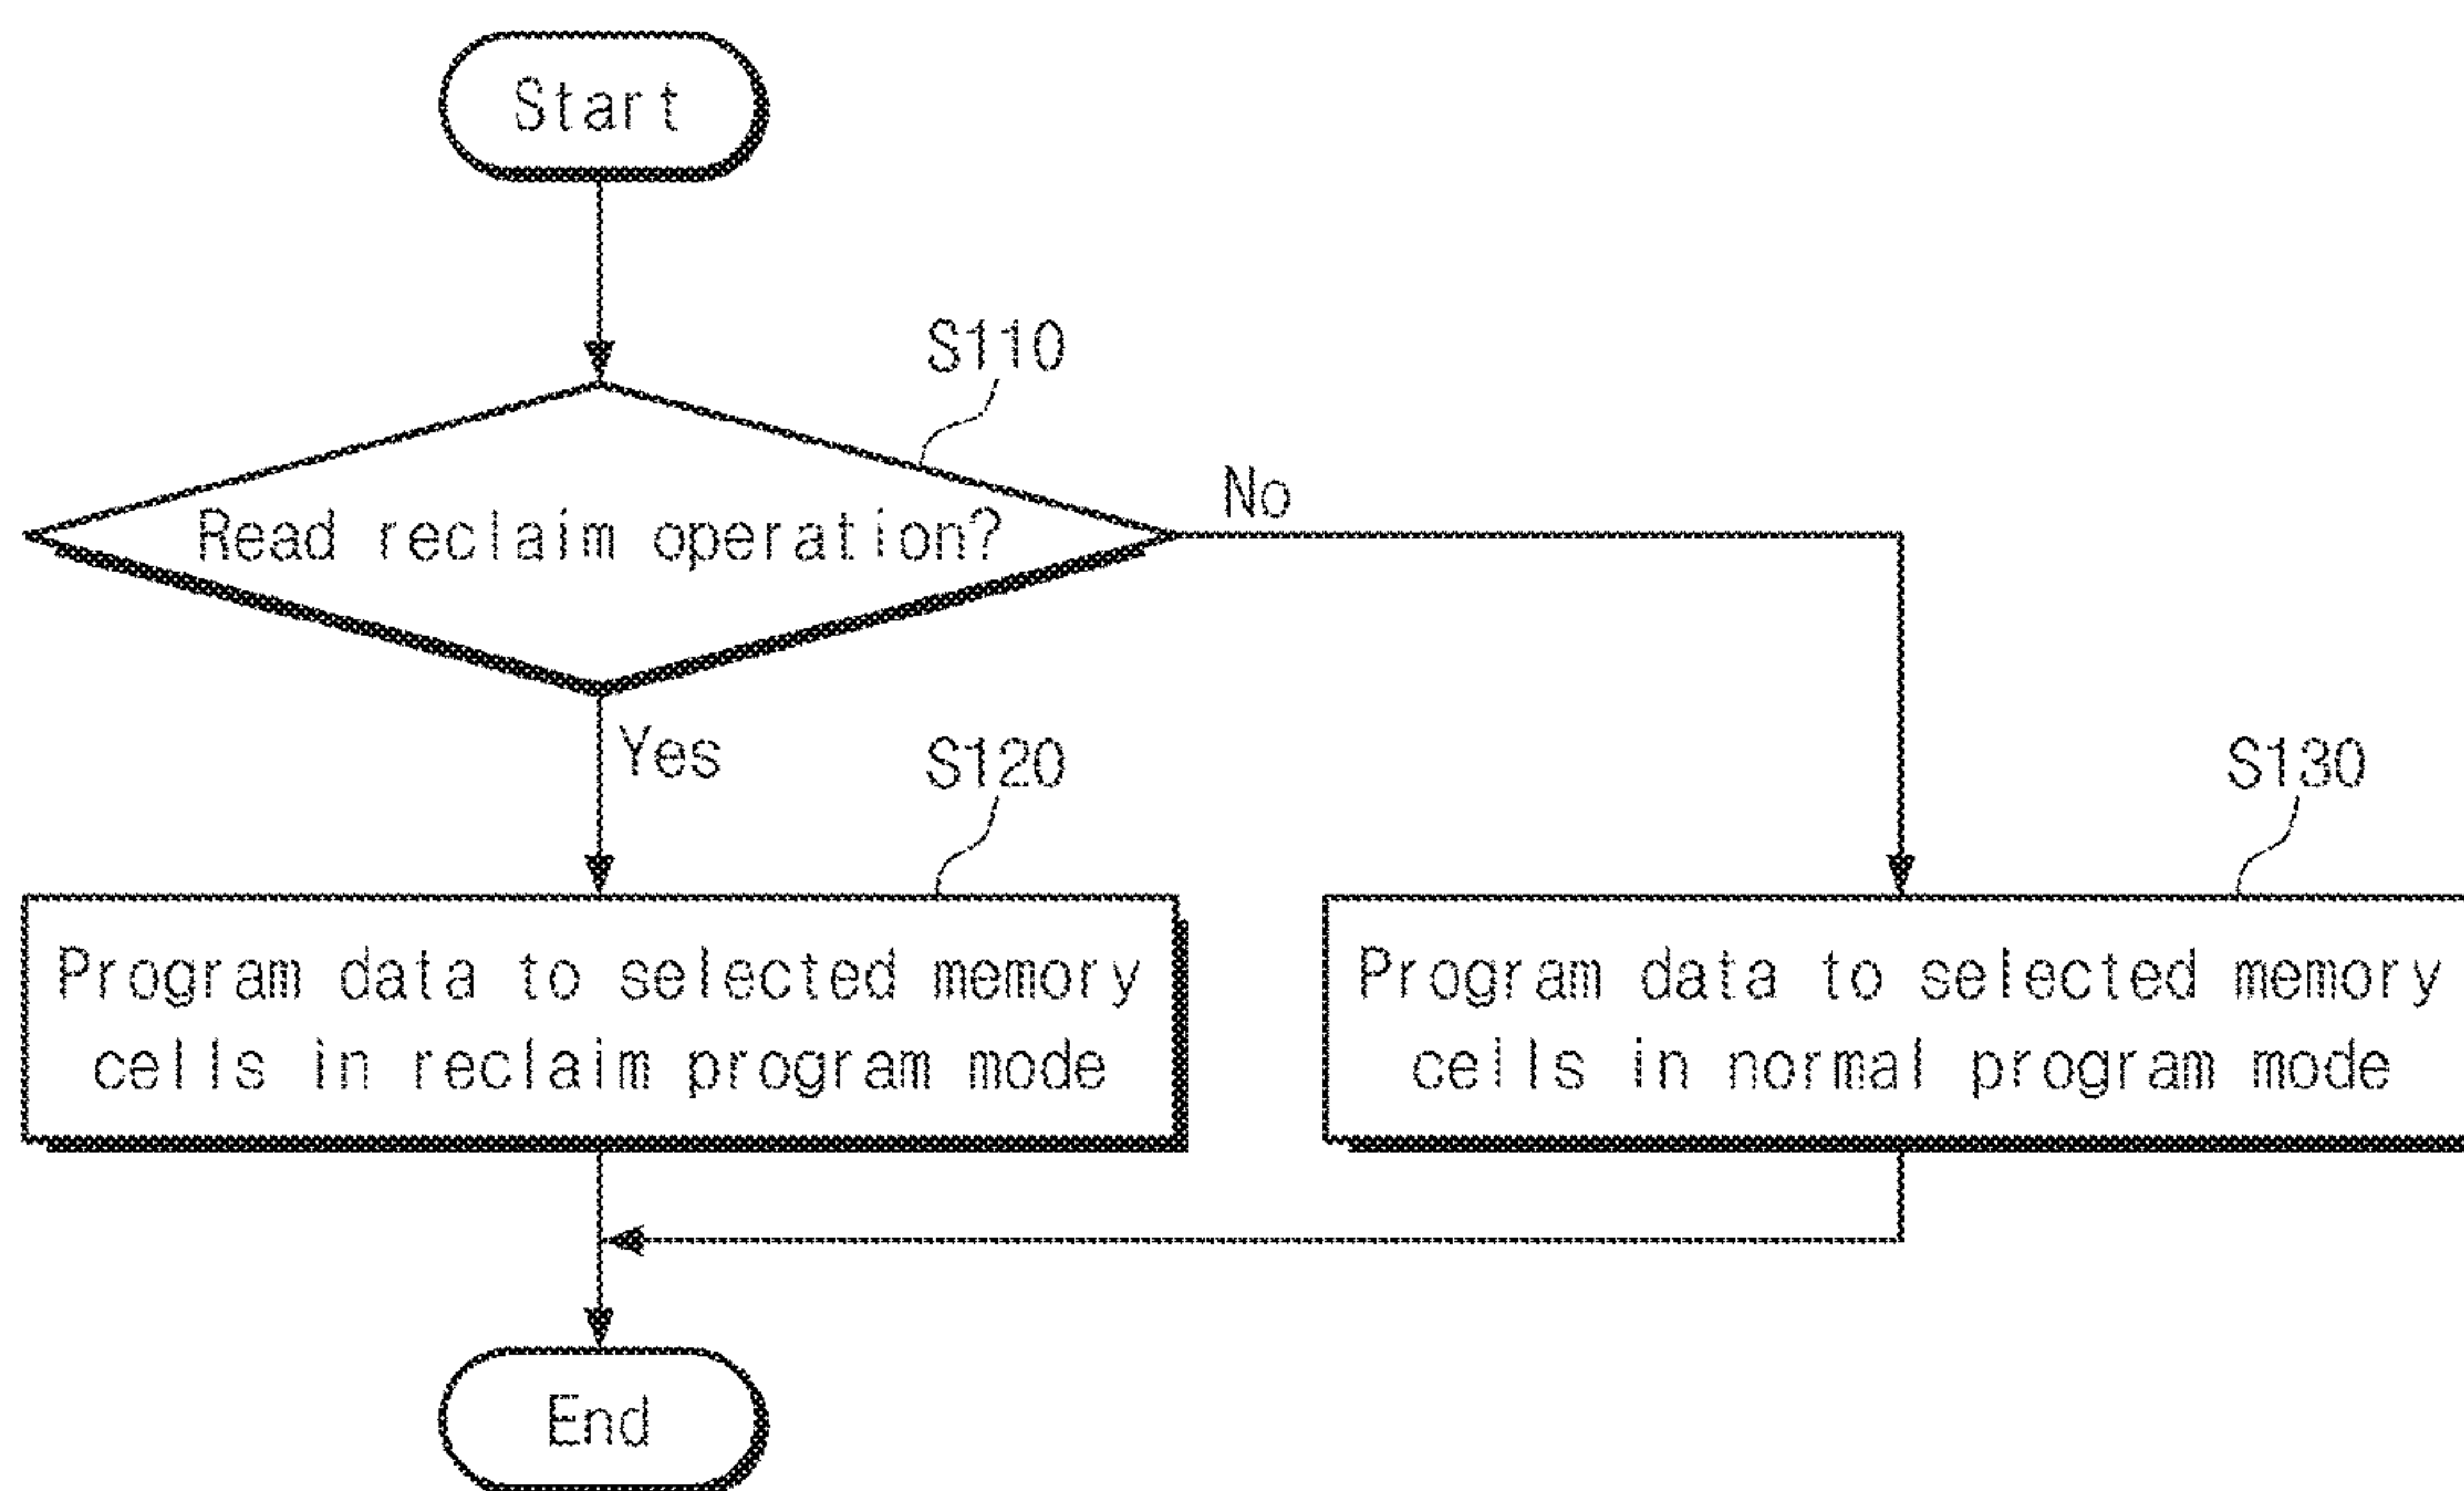 Start
S110
Read reclaim operation?
No
Yes
S120
S130
Program data to selected memory
cells in reclaim program mode
Program data to selected memory
cells in normal program mode
End